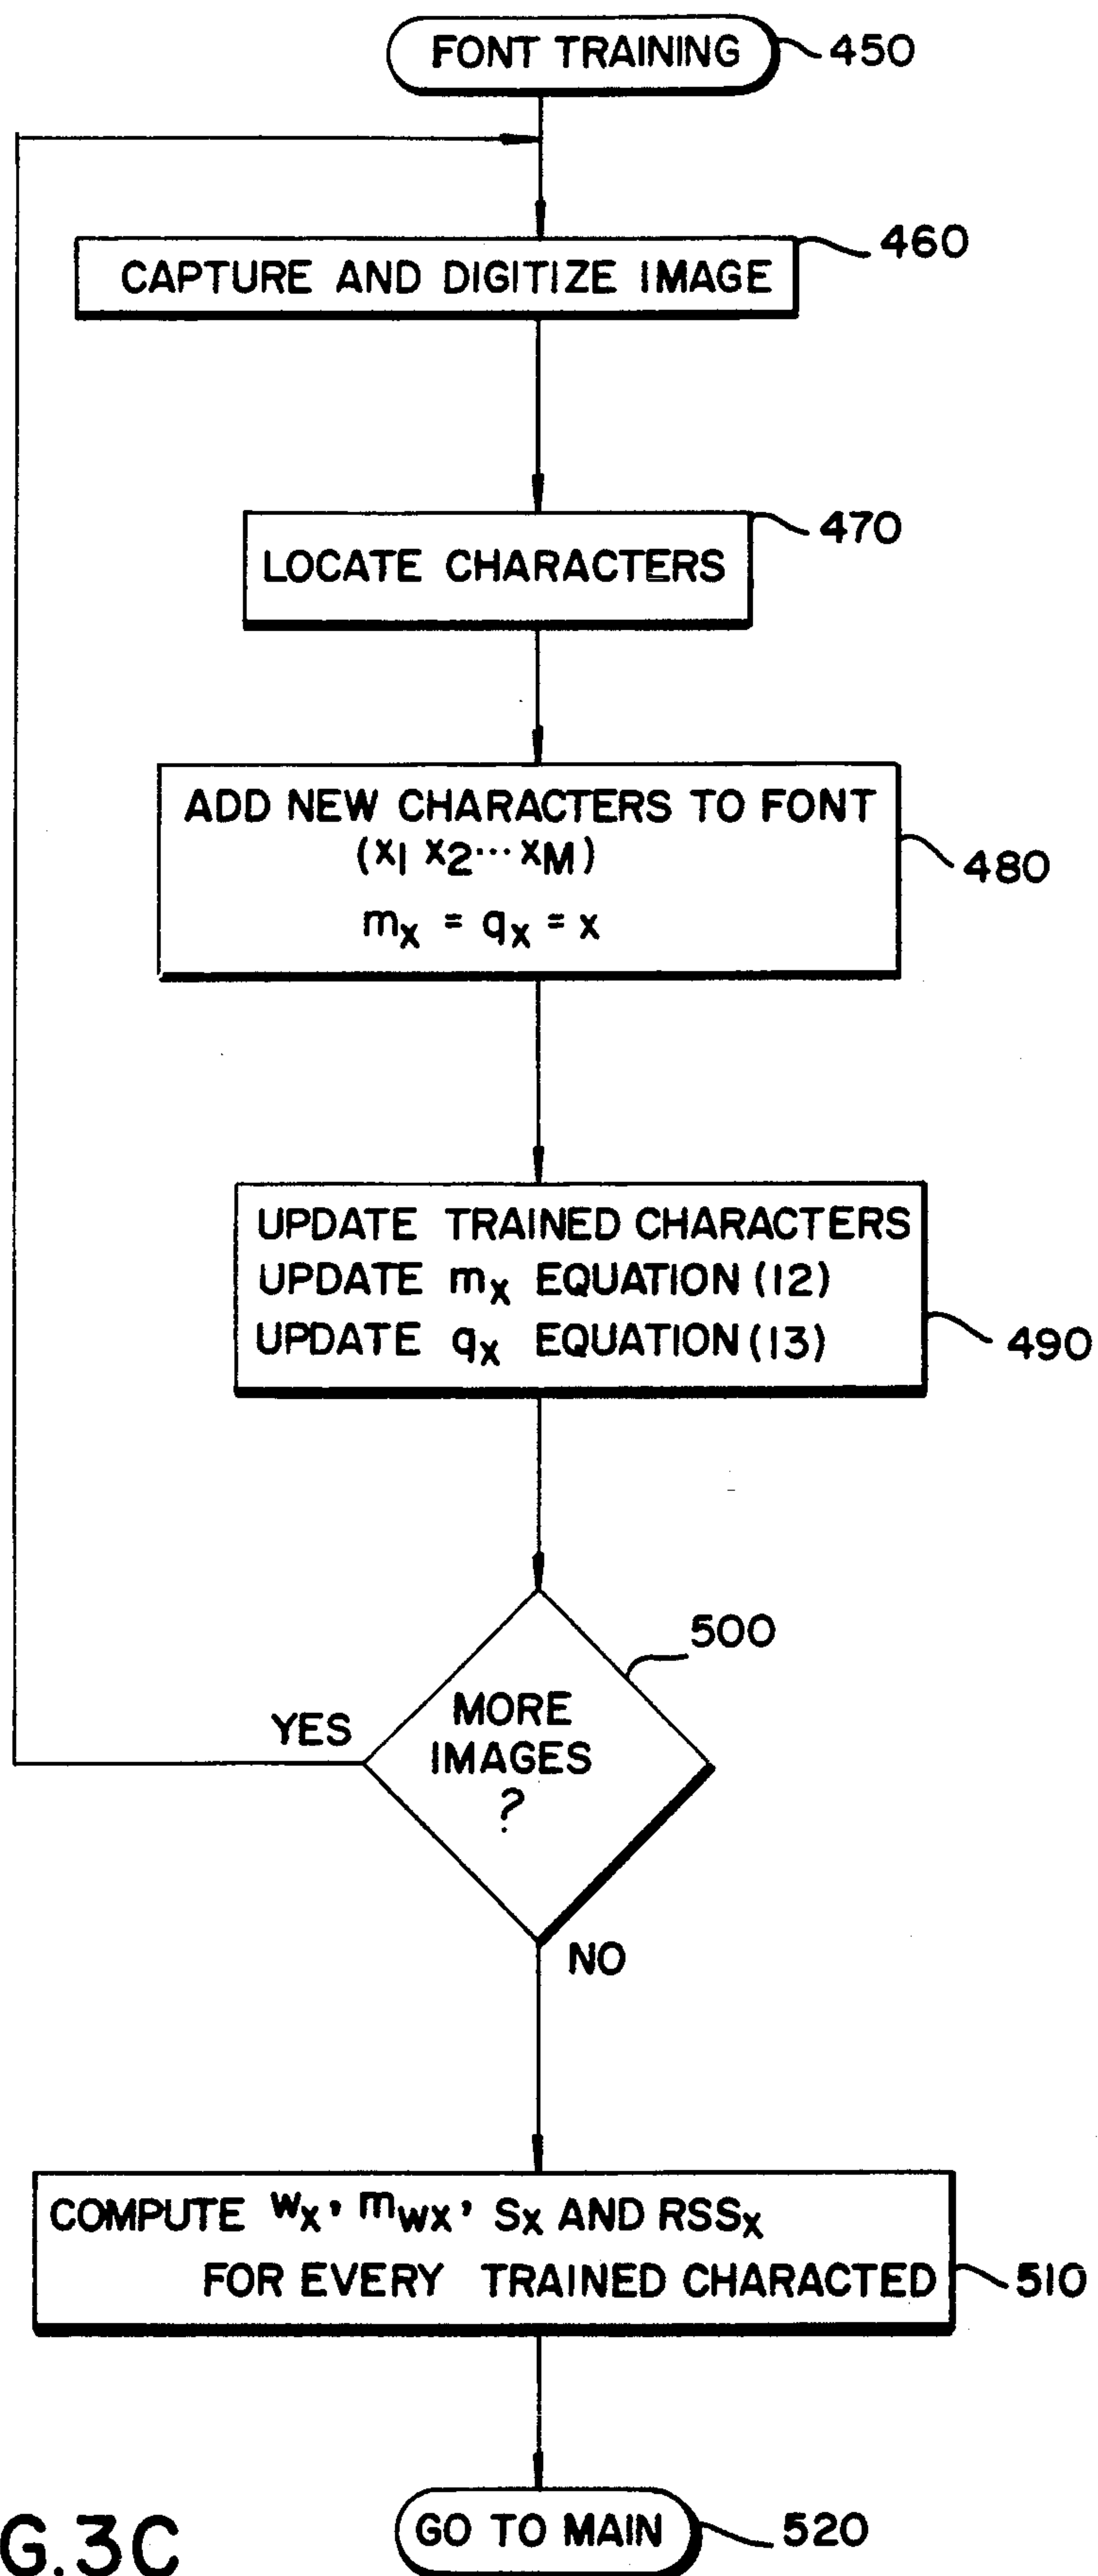 FONT TRAINING
450
CAPTURE AND DIGITIZE IMAGE
460
LOCATE CHARACTERS
470
ADD NEW CHARACTERS TO FONT
(x1 x2... xM)
mx = qx = x
480
UPDATE TRAINED CHARACTERS
UPDATE mx EQUATION (12)
UPDATE qx EQUATION (13)
490
500
MORE
IMAGES
?
YES
NO
COMPUTE wx, mwx, sx AND RSSx
FOR EVERY TRAINED CHARACTED
510
GO TO MAIN
520
G.3C